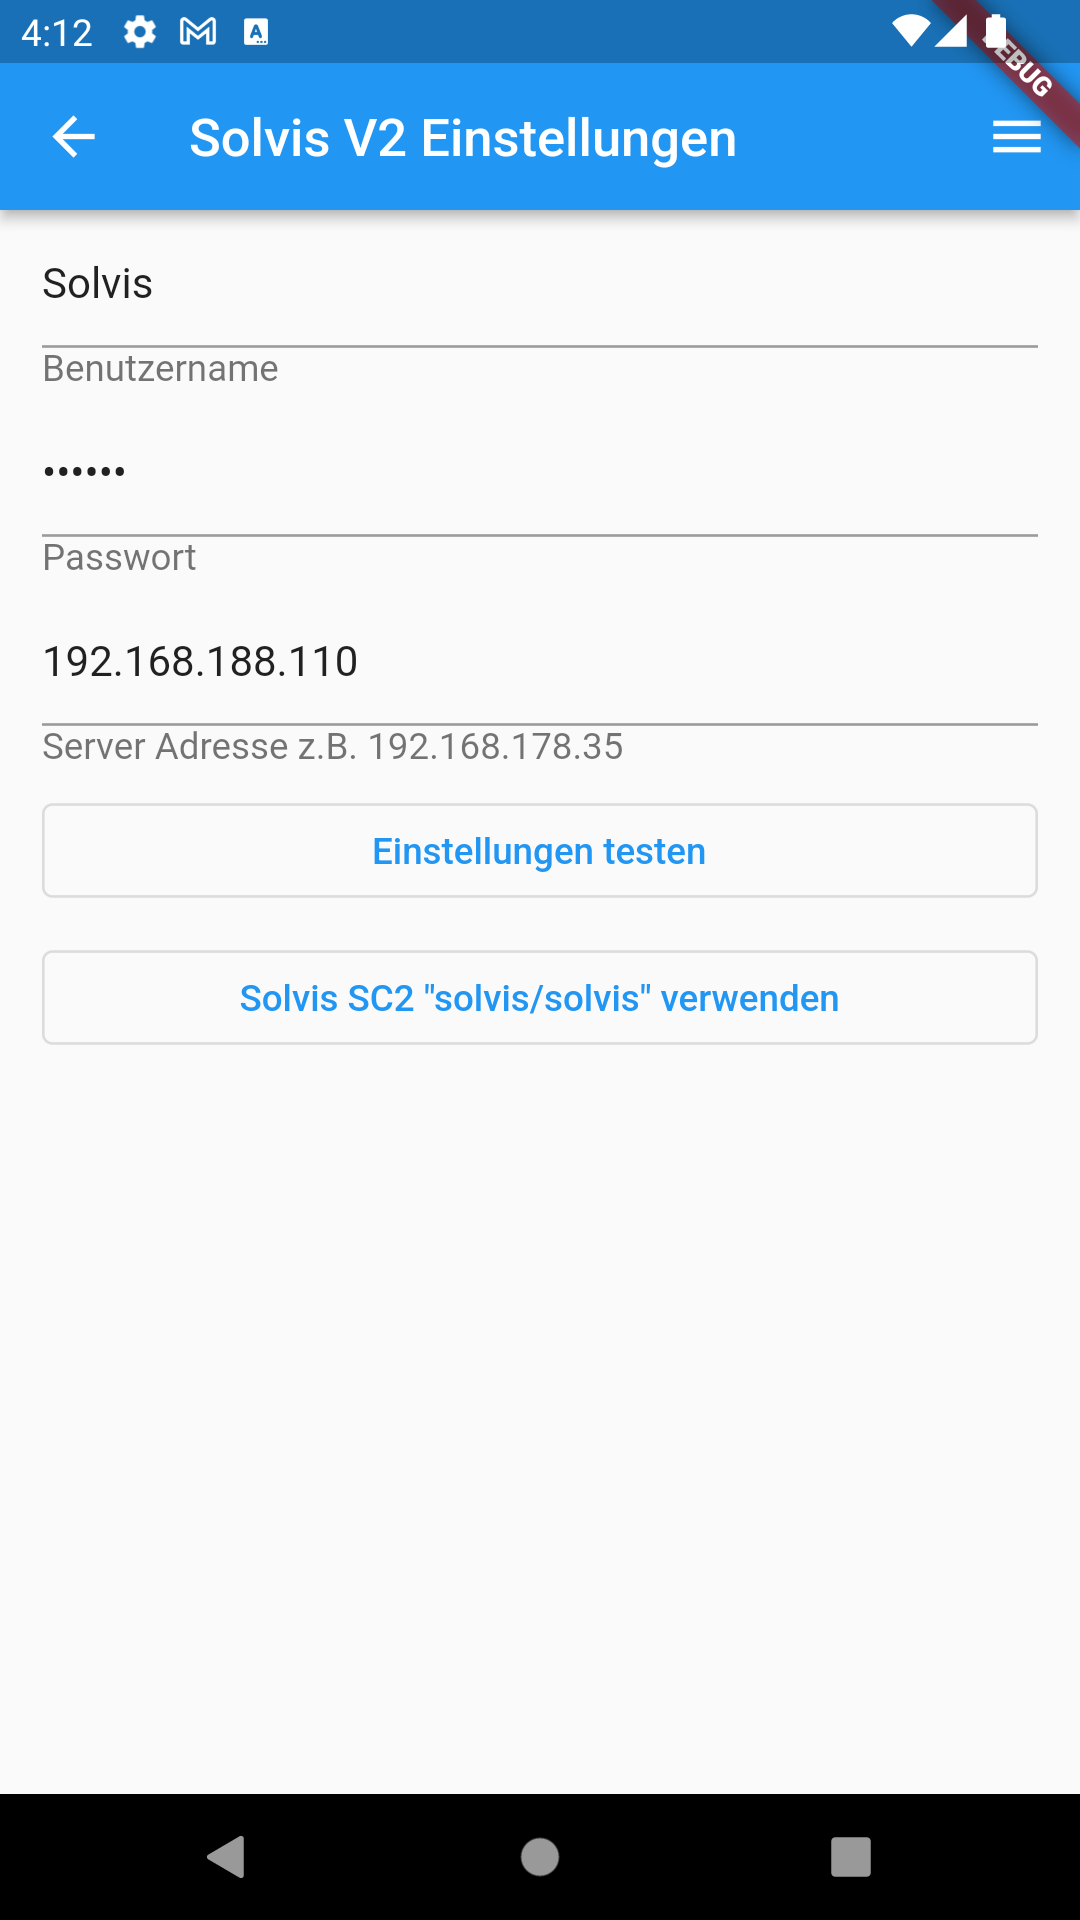 4:12
DEBUG
Solvis V2 Einstellungen
Solvis
Benutzername
••••••
Passwort
192.168.188.110
Server Adresse z.B. 192.168.178.35
Einstellungen testen
Solvis SC2 "solvis/solvis" verwenden